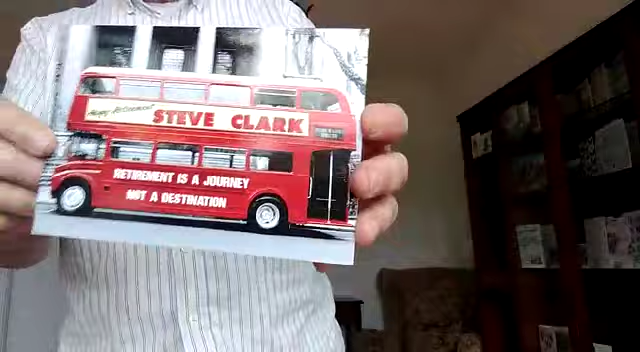 Happy Retirement STEVE CLARK
RETIREMENT IS A JOURNEY
NOT A DESTINATION